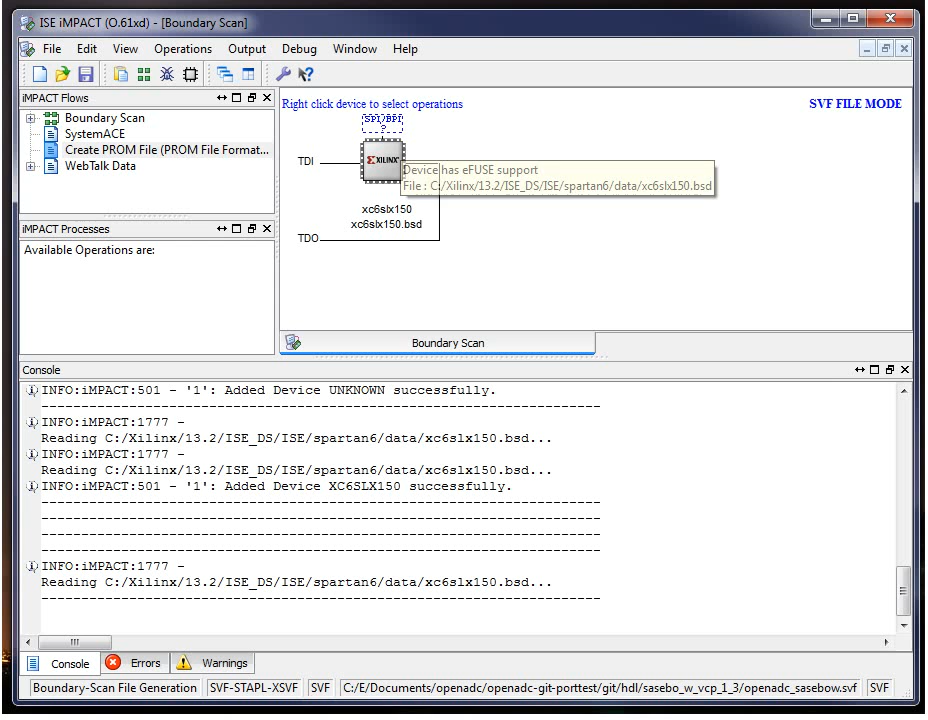 ISE iMPACT (O.61xd) - [Boundary Scan]
File Edit View Operations Output Debug Window Help
iMPACT Flows
Boundary Scan
SystemACE
Create PROM File (PROM File Format...
WebTalk Data
iMPACT Processes
Available Operations are:
Right click device to select operations
SVF FILE MODE
SPI/BPI
?
TDI
XILINX
Device has eFUSE support
File : C:/Xilinx/13.2/ISE_DS/ISE/spartan6/data/xc6slx150.bsd
xc6slx150
xc6slx150.bsd
TDO
Boundary Scan
Console
INFO:iMPACT:501 - '1': Added Device UNKNOWN successfully.
----------------------------------------------------------------------
INFO:iMPACT:1777 -
Reading C:/Xilinx/13.2/ISE_DS/ISE/spartan6/data/xc6slx150.bsd...
INFO:iMPACT:1777 -
Reading C:/Xilinx/13.2/ISE_DS/ISE/spartan6/data/xc6slx150.bsd...
INFO:iMPACT:501 - '1': Added Device XC6SLX150 successfully.
----------------------------------------------------------------------
----------------------------------------------------------------------
----------------------------------------------------------------------
----------------------------------------------------------------------
INFO:iMPACT:1777 -
Reading C:/Xilinx/13.2/ISE_DS/ISE/spartan6/data/xc6slx150.bsd...
----------------------------------------------------------------------
Console Errors Warnings
Boundary-Scan File Generation SVF-STAPL-XSVF SVF C:/E/Documents/openadc/openadc-git-porttest/git/hdl/sasebo_w_vcp_1_3/openadc_sasebow.svf SVF